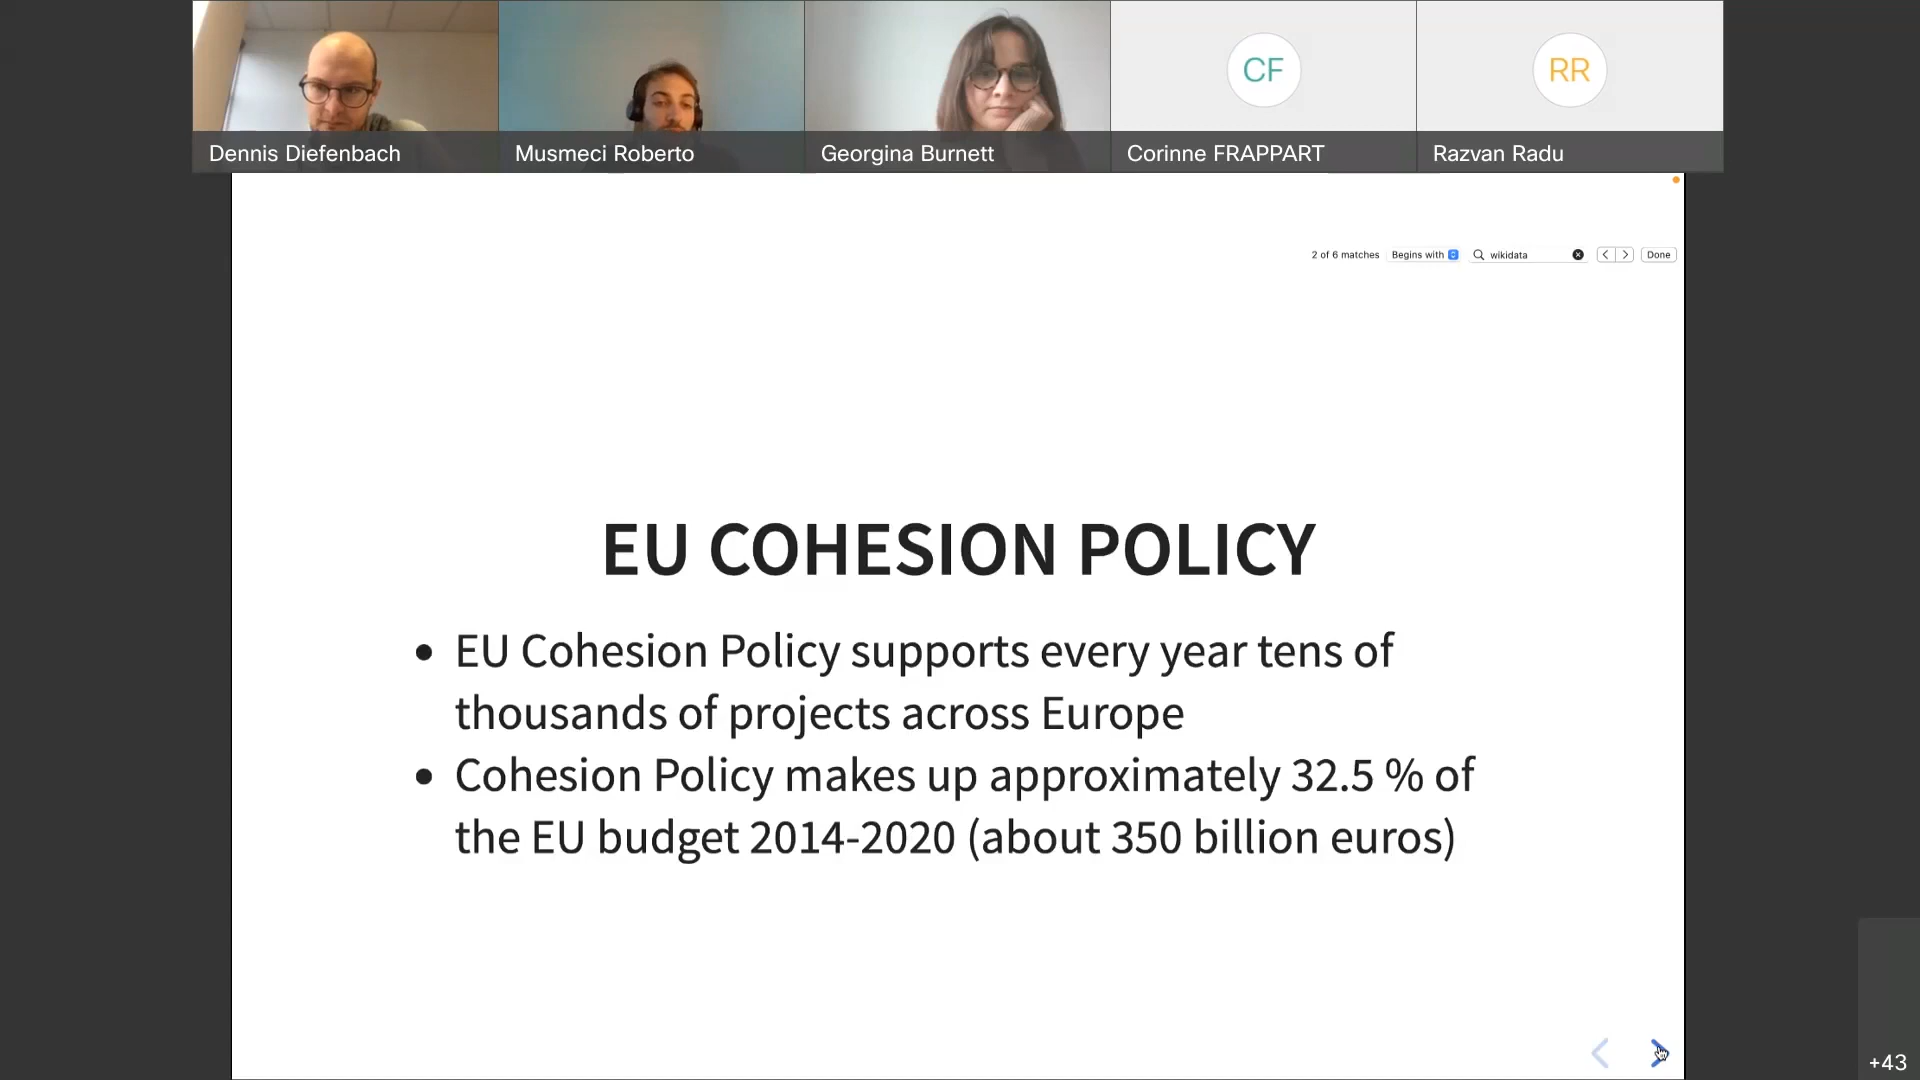 CF
RR
Dennis Diefenbach
Musmeci Roberto
Georgina Burnett
Corinne FRAPPART
Razvan Radu
2 of 6 matches Begins with wikidata Done
EU COHESION POLICY
• EU Cohesion Policy supports every year tens of
thousands of projects across Europe
• Cohesion Policy makes up approximately 32.5 % of
the EU budget 2014-2020 (about 350 billion euros)
+43